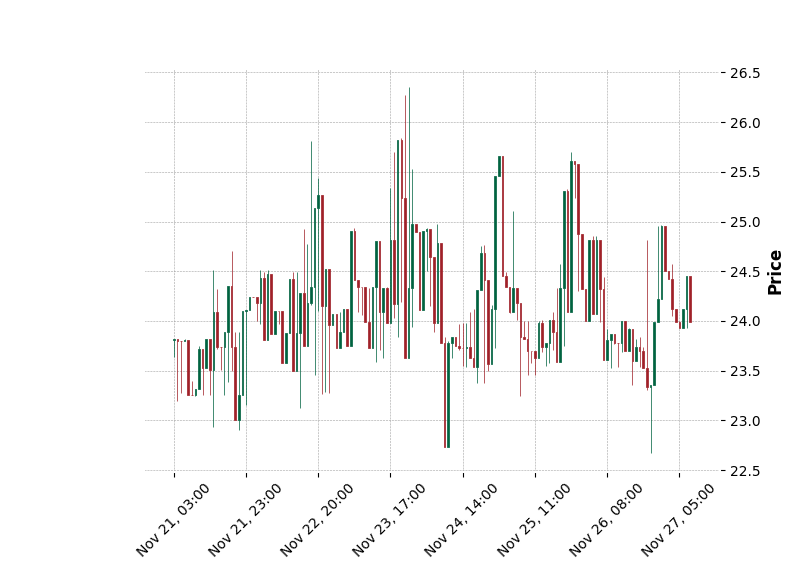 26.5
26.0
25.5
25.0
24.5
24.0
23.5
23.0
22.5
Price
Nov 21, 03:00
Nov 21, 23:00
Nov 22, 20:00
Nov 23, 17:00
Nov 24, 14:00
Nov 25, 11:00
Nov 26, 08:00
Nov 27, 05:00